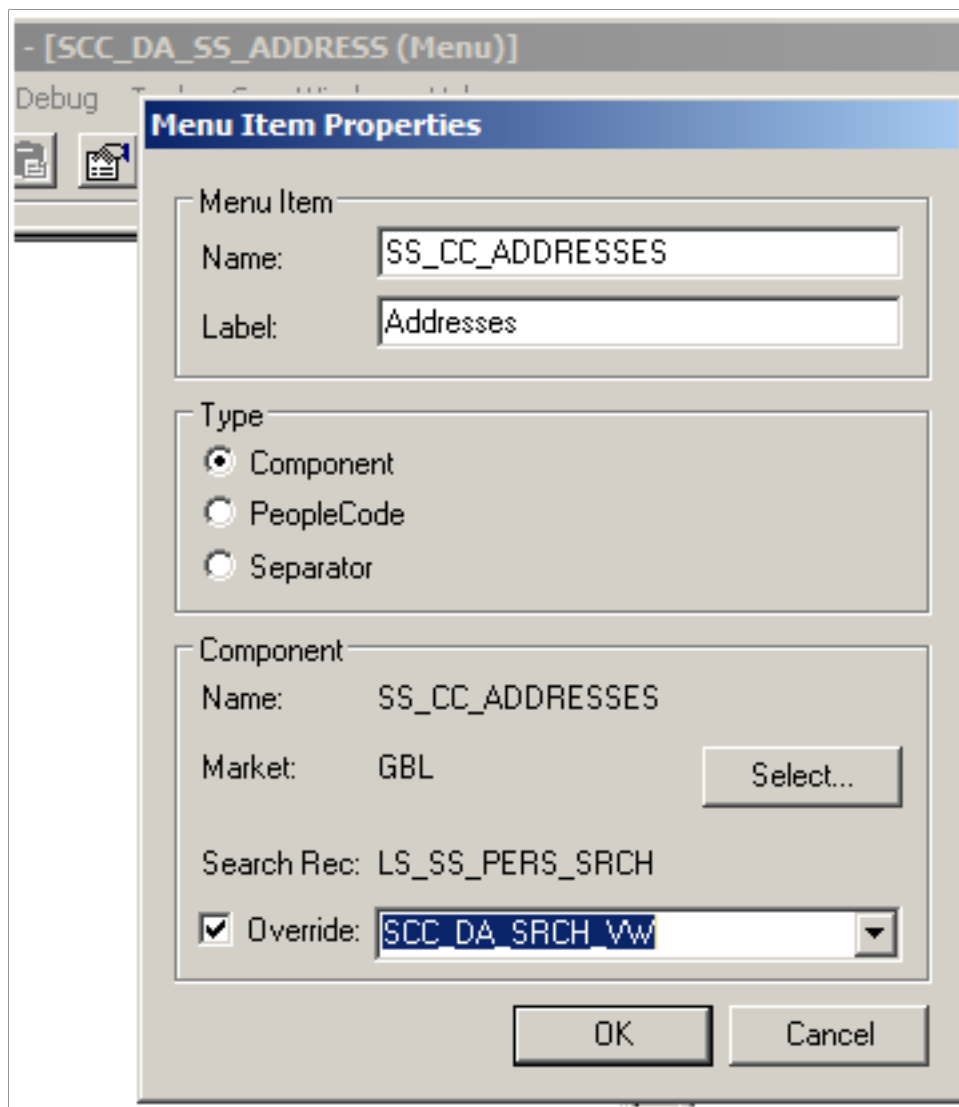 - [SCC_DA_SS_ADDRESS (Menu)]
Debug
Menu Item Properties
Menu Item
Name: SS_CC_ADDRESSES
Label: Addresses
Type
Component
PeopleCode
Separator
Component
Name: SS_CC_ADDRESSES
Market: GBL
Select...
Search Rec: LS_SS_PERS_SRCH
Override: SCC_DA_SRCH_VW
OK Cancel